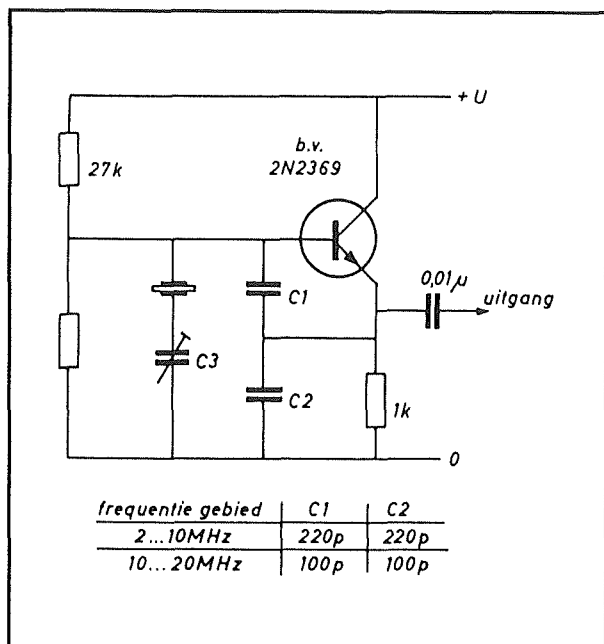 + U
b.v.
2N2369
27k
C1
0,01µ
uitgang
C3
C2
1k
0
frequentie gebied C1 C2
2...10MHz 220p 220p
10...20MHz 100p 100p